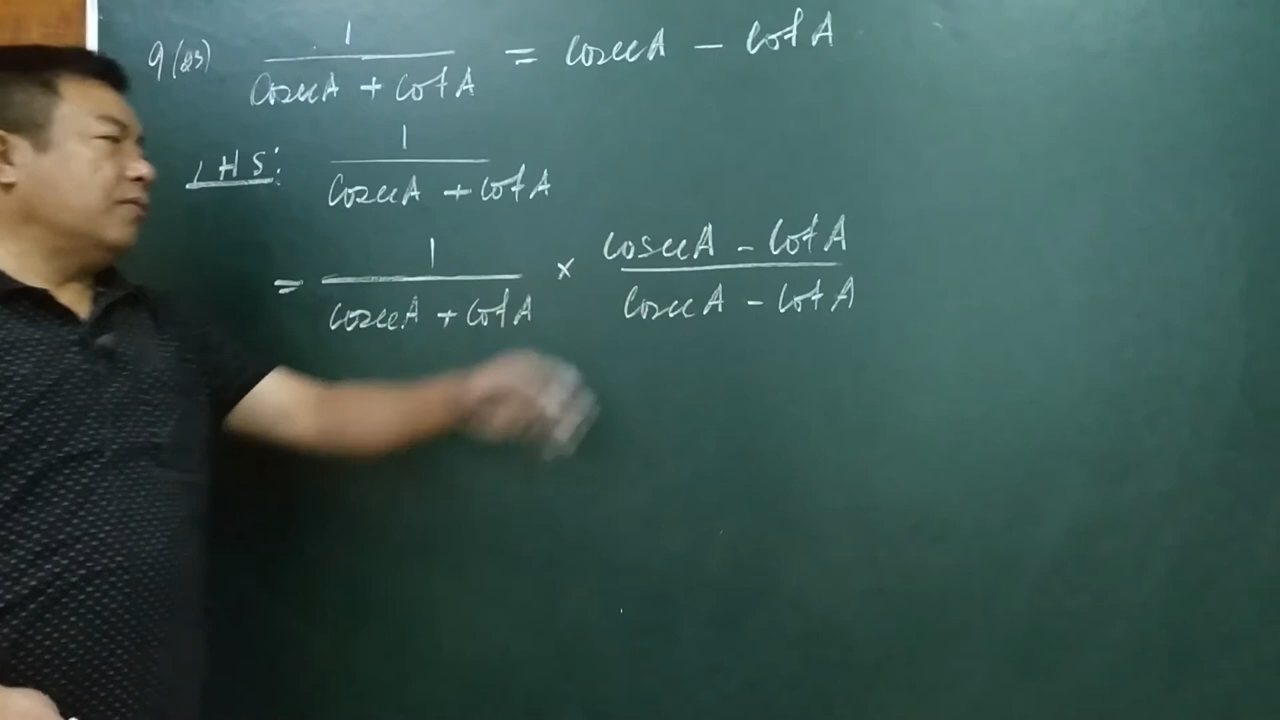 9(23) 1 / CosecA + CotA = CosecA - CotA
LHS: 1 / CosecA + CotA
= 1 / CosecA + CotA × CosecA - CotA / CosecA - CotA